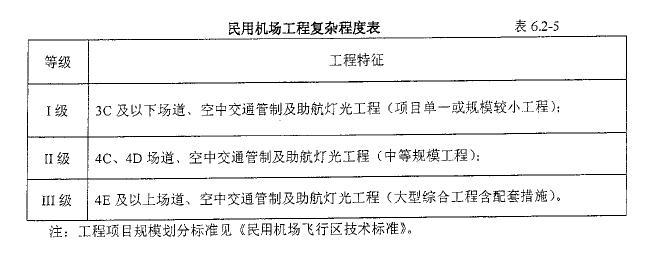 民用机场工程复杂程度表 表 6.2-5
等级 工程特征
I 级 3C 及以下场道、空中交通管制及助航灯光工程（项目单一或规模较小工程）；
II 级 4C、4D 场道、空中交通管制及助航灯光工程（中等规模工程）；
III 级 4E 及以上场道、空中交通管制及助航灯光工程（大型综合工程含配套措施）。
注：工程项目规模划分标准见《民用机场飞行区技术标准》。